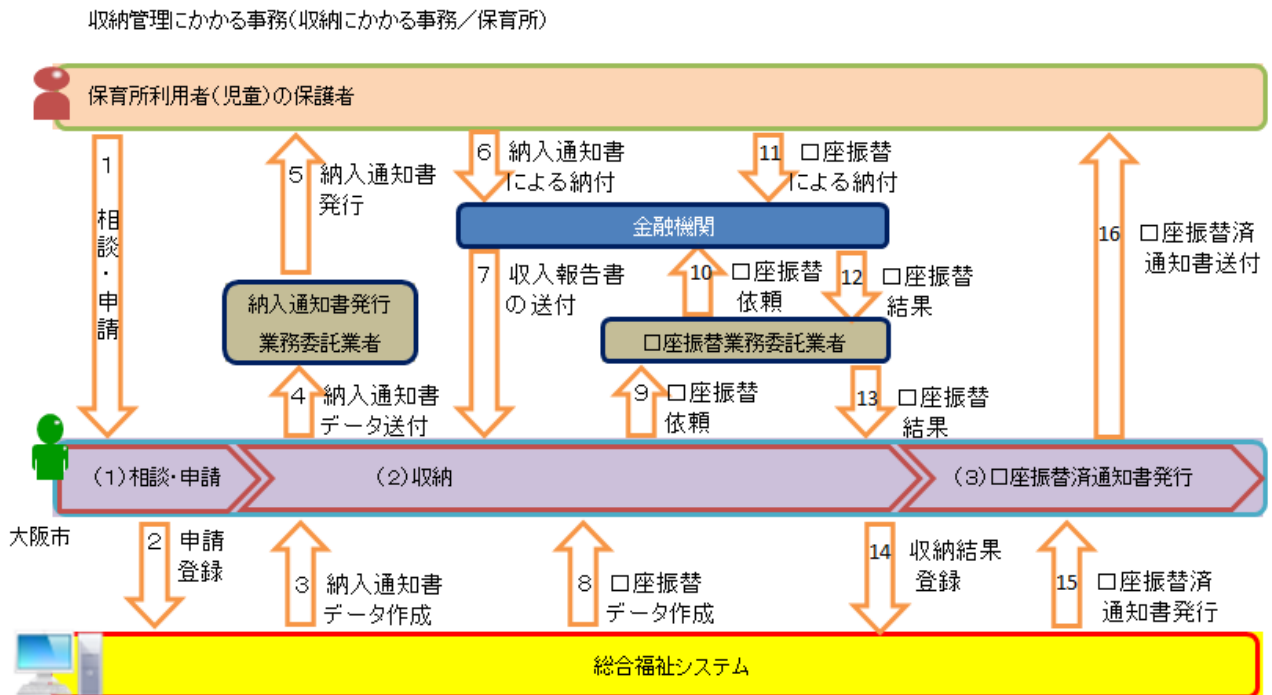 収納管理にかかる事務(収納にかかる事務／保育所)
保育所利用者(児童)の保護者
1
相談・申請
5 納入通知書
発行
6 納入通知書
による納付
11 口座振替
による納付
金融機関
16 口座振替済
通知書送付
7 収入報告書
の送付
10 口座振替
依頼
12 口座振替
結果
納入通知書発行
業務委託業者
口座振替業務委託業者
4 納入通知書
データ送付
9 口座振替
依頼
13 口座振替
結果
(1)相談・申請
(2)収納
(3)口座振替済通知書発行
大阪市
2 申請
登録
3 納入通知書
データ作成
8 口座振替
データ作成
14 収納結果
登録
15 口座振替済
通知書発行
総合福祉システム